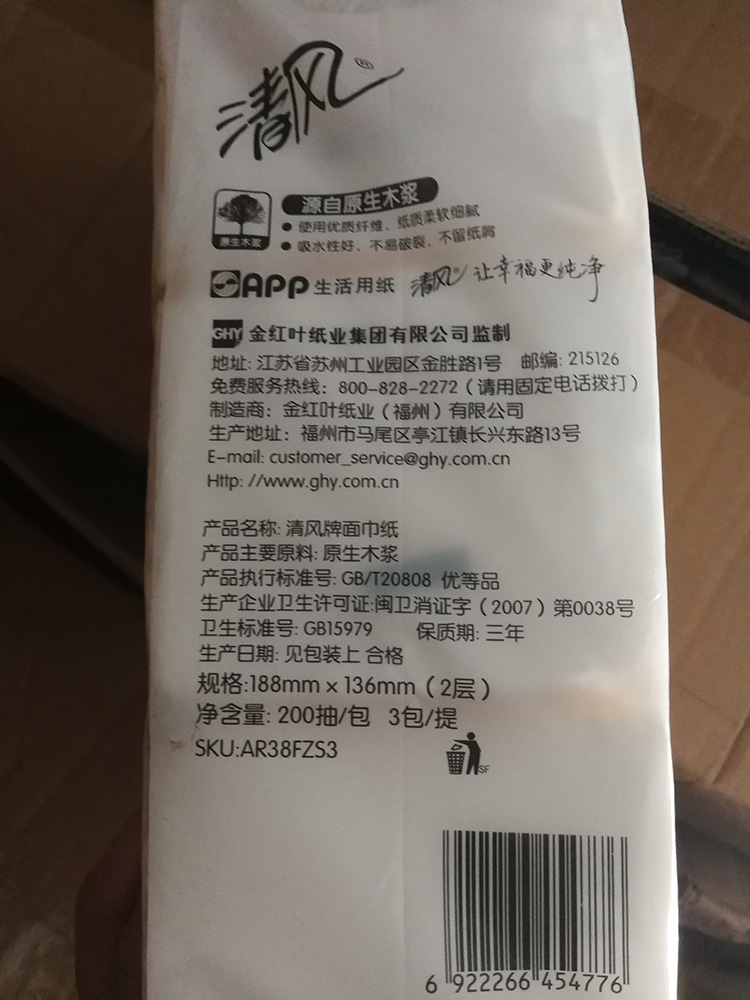 清风®
源自原生木浆
原生木浆
• 使用优质纤维，纸质柔软细腻
• 吸水性好、不易破裂、不留纸屑
APP 生活用纸 清风® 让幸福更纯净
GHY 金红叶纸业集团有限公司监制
地址: 江苏省苏州工业园区金胜路1号 邮编: 215126
免费服务热线: 800-828-2272（请用固定电话拨打）
制造商: 金红叶纸业（福州）有限公司
生产地址: 福州市马尾区亭江镇长兴东路13号
E-mail: customer_service@ghy.com.cn
Http: //www.ghy.com.cn
产品名称: 清风牌面巾纸
产品主要原料: 原生木浆
产品执行标准号: GB/T20808 优等品
生产企业卫生许可证:闽卫消证字（2007）第0038号
卫生标准号: GB15979 保质期: 三年
生产日期: 见包装上 合格
规格:188mm×136mm（2层）
净含量: 200抽/包 3包/提
SKU:AR38FZS3
SF
6 922266 454776